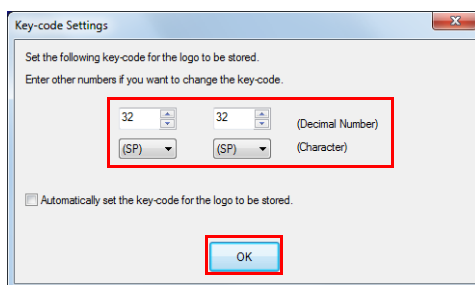 Key-code Settings
Set the following key-code for the logo to be stored.
Enter other numbers if you want to change the key-code.
32 32 (Decimal Number)
(SP) (SP) (Character)
Automatically set the key-code for the logo to be stored.
OK